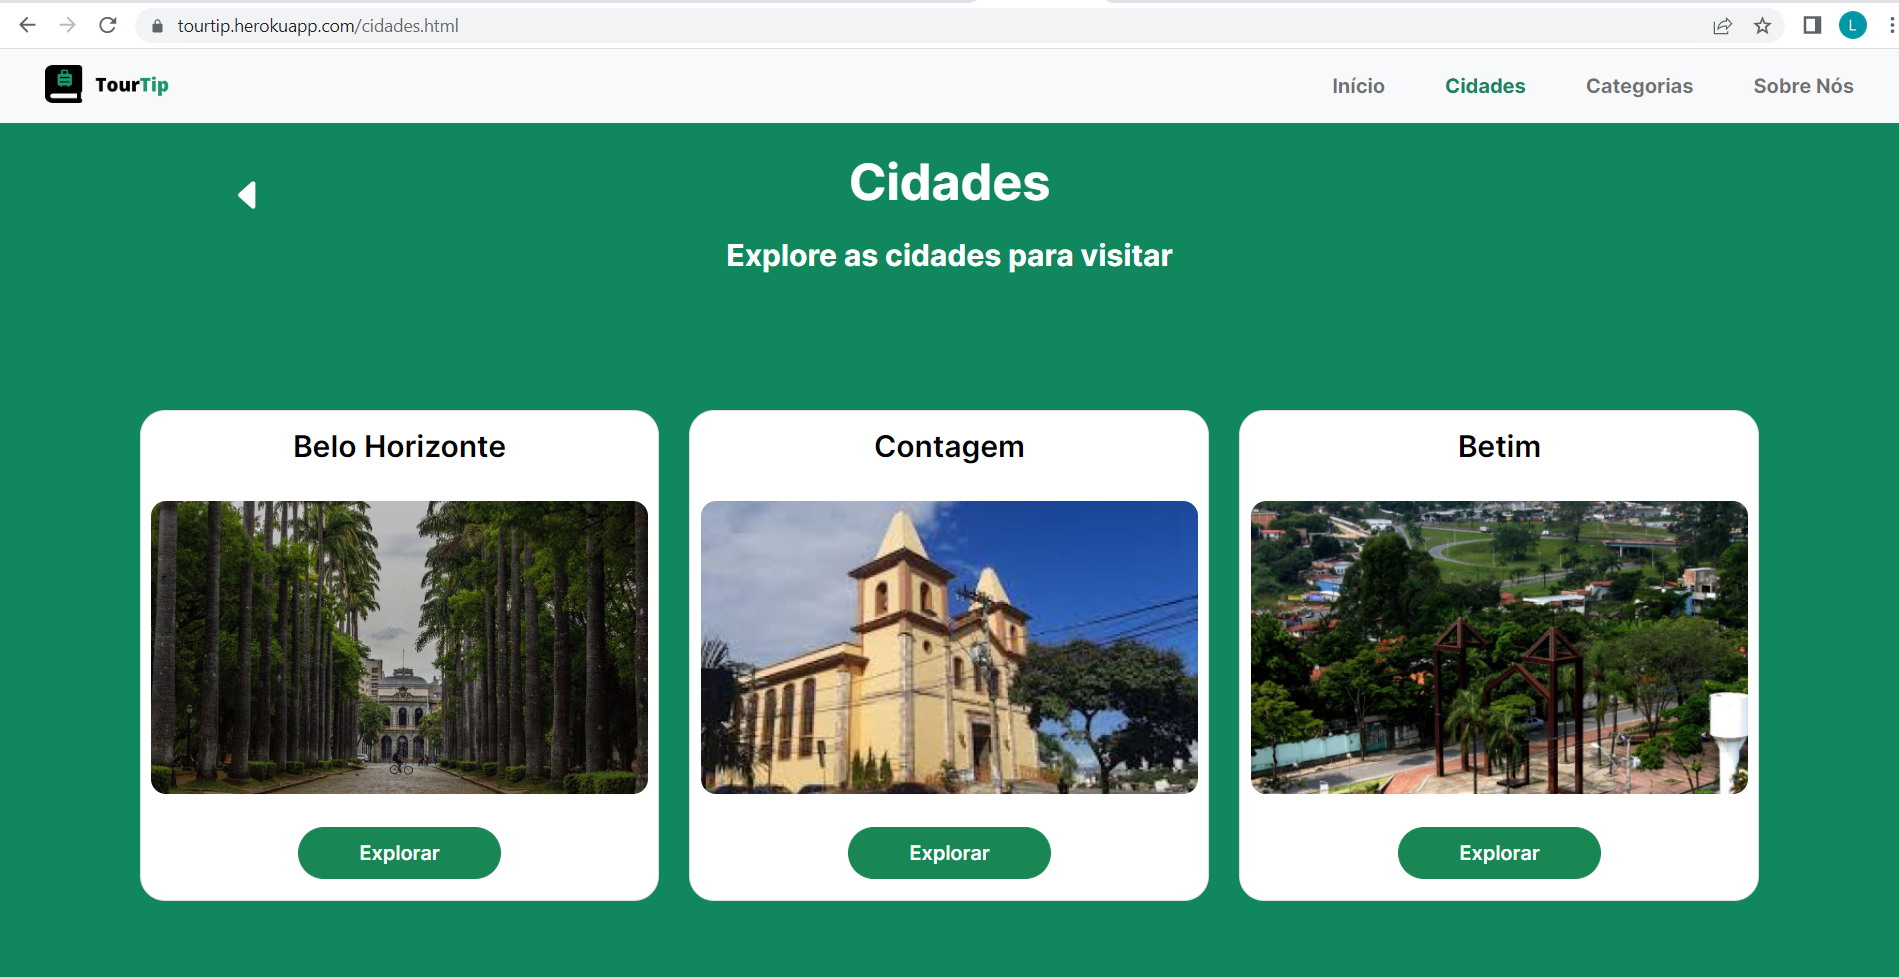 tourtip.herokuapp.com/cidades.html
L
TourTip
Início Cidades Categorias Sobre Nós
Cidades
Explore as cidades para visitar
Belo Horizonte
Contagem
Betim
Explorar
Explorar
Explorar